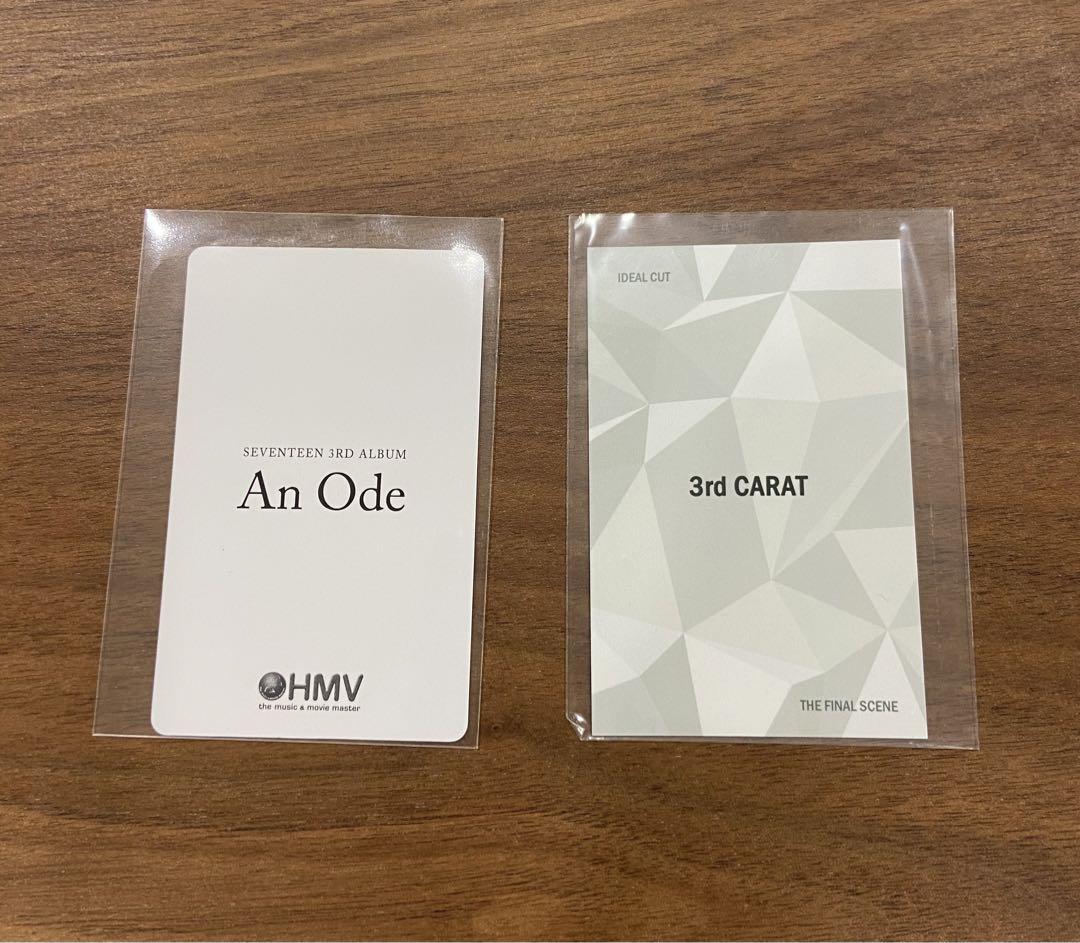 SEVENTEEN 3RD ALBUM
An Ode
HMV
the music & movie master
IDEAL CUT
3rd CARAT
THE FINAL SCENE